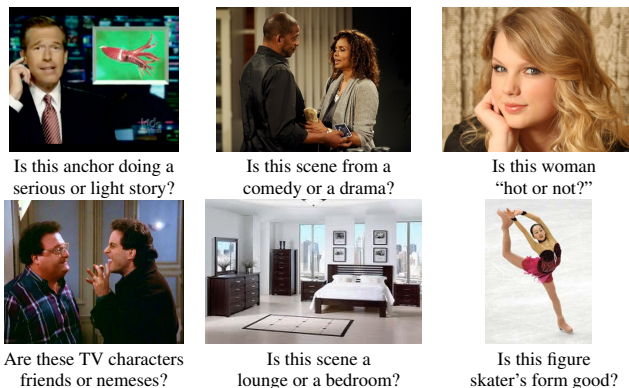 Is this anchor doing a
serious or light story?
Is this scene from a
comedy or a drama?
Is this woman
“hot or not?”
Are these TV characters
friends or nemeses?
Is this scene a
lounge or a bedroom?
Is this figure
skater's form good?